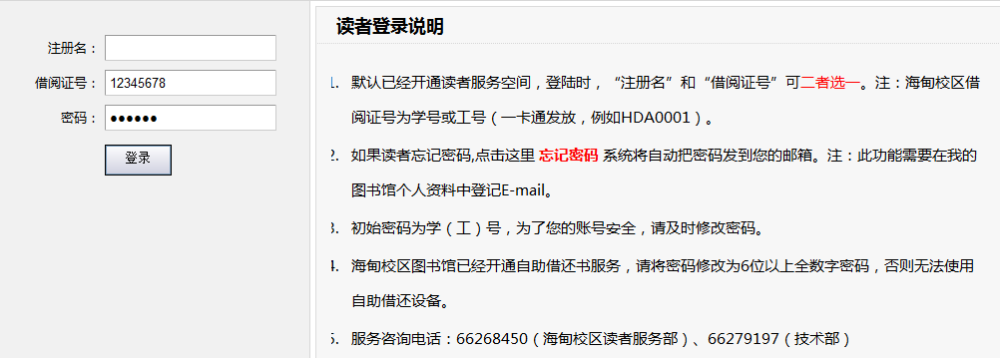 注册名：
借阅证号：12345678
密码：●●●●●●
登录
读者登录说明
1. 默认已经开通读者服务空间，登陆时，“注册名”和“借阅证号”可二者选一。注：海甸校区借
阅证号为学号或工号（一卡通发放，例如HDA0001）。
2. 如果读者忘记密码,点击这里 忘记密码 系统将自动把密码发到您的邮箱。注：此功能需要在我的
图书馆个人资料中登记E-mail。
3. 初始密码为学（工）号，为了您的账号安全，请及时修改密码。
4. 海甸校区图书馆已经开通自助借还书服务，请将密码修改为6位以上全数字密码，否则无法使用
自助借还设备。
5. 服务咨询电话：66268450（海甸校区读者服务部）、66279197（技术部）